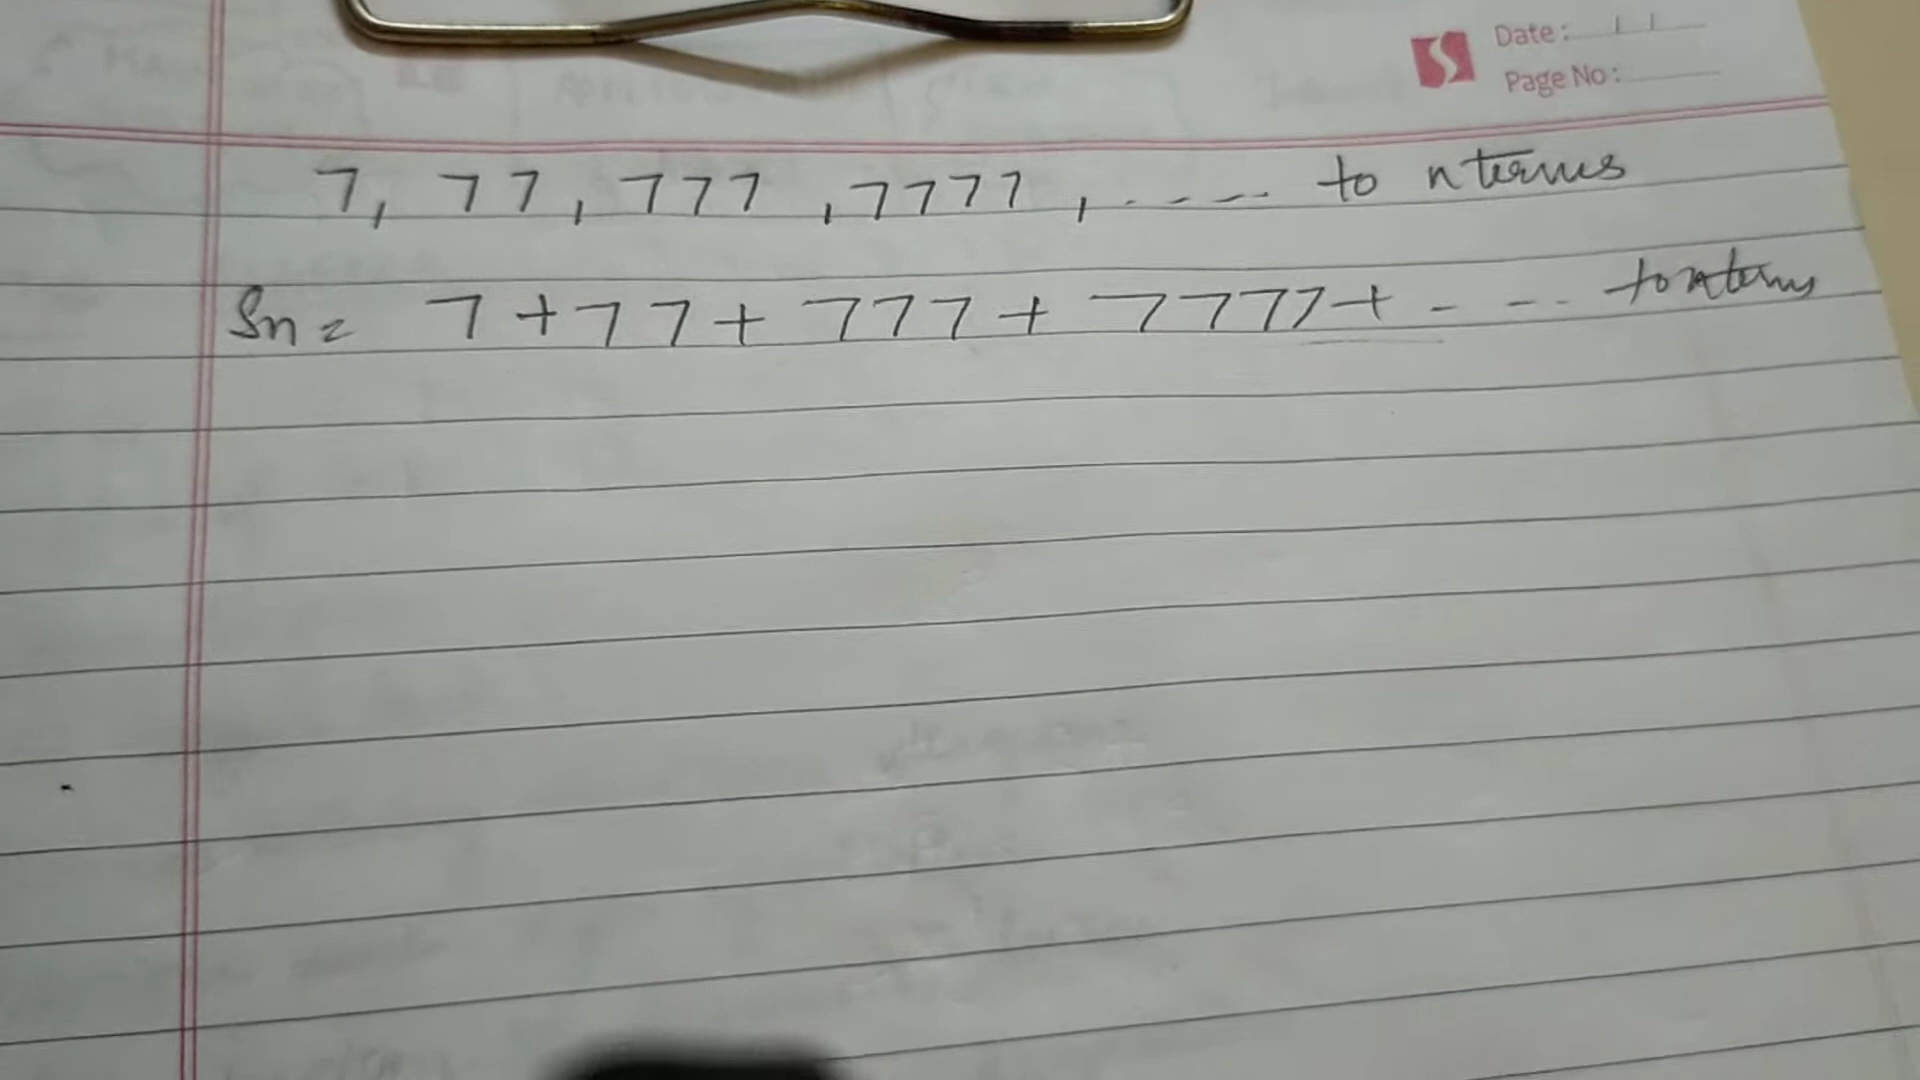 Date:
Page No:
7, 77, 777, 7777, ---- to n terms
Sn = 7+77+ 777+ 7777+ - - - to n terms